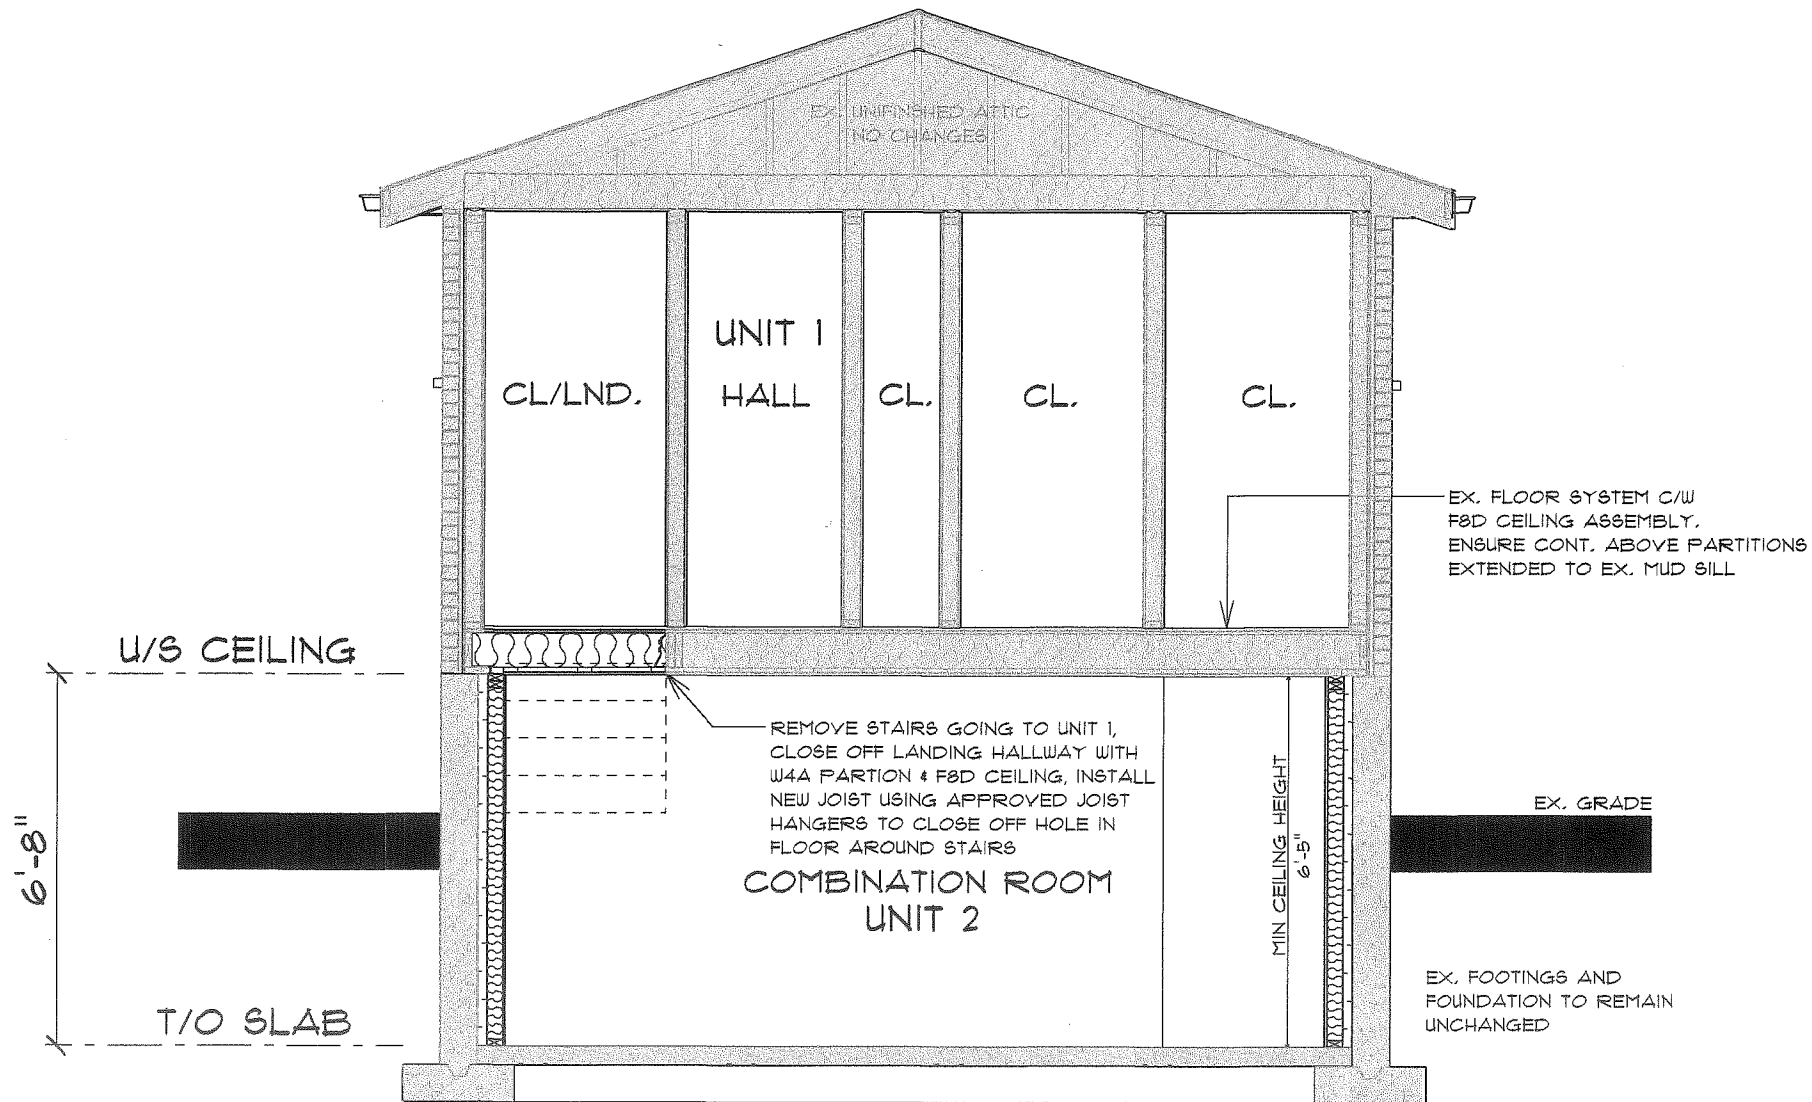 EX. UNIFINSHED ATTIC
NO CHANGES
UNIT 1
CL/LND.
HALL
CL.
CL.
CL.
EX. FLOOR SYSTEM C/W
F8D CEILING ASSEMBLY.
ENSURE CONT. ABOVE PARTITIONS
EXTENDED TO EX. MUD SILL
U/S CEILING
REMOVE STAIRS GOING TO UNIT 1,
CLOSE OFF LANDING HALLWAY WITH
W4A PARTION & F8D CEILING, INSTALL
NEW JOIST USING APPROVED JOIST
HANGERS TO CLOSE OFF HOLE IN
FLOOR AROUND STAIRS
MIN CEILING HEIGHT
6'-5"
EX. GRADE
6'-8"
COMBINATION ROOM
UNIT 2
EX. FOOTINGS AND
FOUNDATION TO REMAIN
UNCHANGED
T/O SLAB